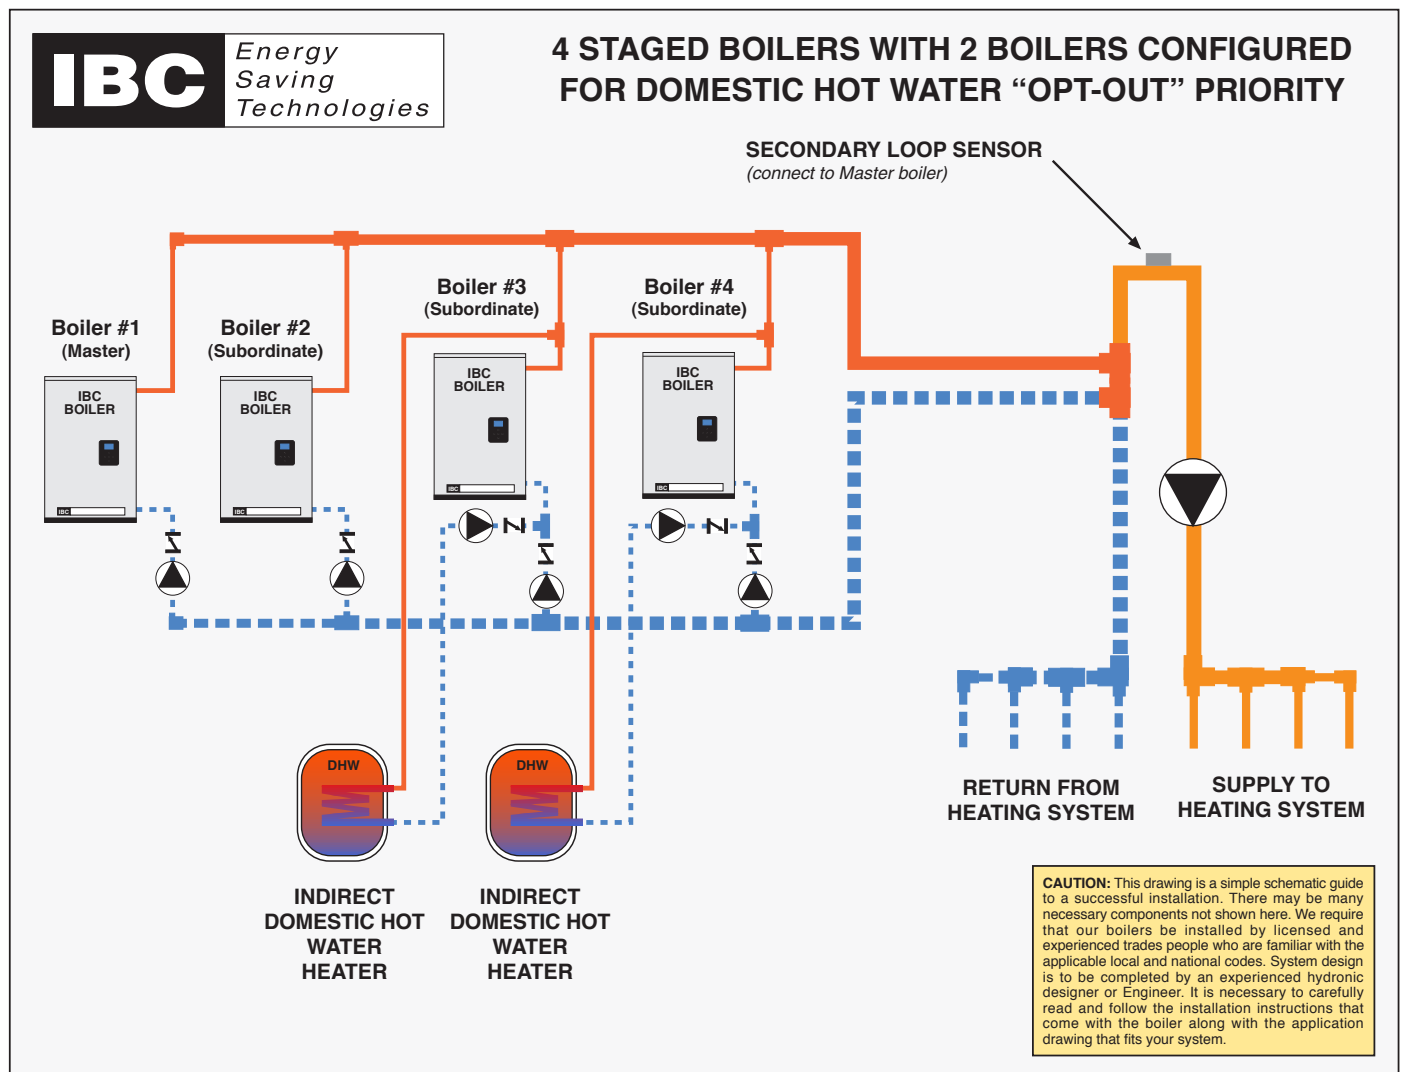 IBC
Energy
Saving
Technologies
4 STAGED BOILERS WITH 2 BOILERS CONFIGURED
FOR DOMESTIC HOT WATER “OPT-OUT” PRIORITY
SECONDARY LOOP SENSOR
(connect to Master boiler)
Boiler #1
(Master)
Boiler #2
(Subordinate)
Boiler #3
(Subordinate)
Boiler #4
(Subordinate)
IBC
BOILER
IBC
IBC
BOILER
IBC
IBC
BOILER
IBC
IBC
BOILER
IBC
DHW
DHW
INDIRECT
DOMESTIC HOT
WATER
HEATER
INDIRECT
DOMESTIC HOT
WATER
HEATER
RETURN FROM
HEATING SYSTEM
SUPPLY TO
HEATING SYSTEM
CAUTION: This drawing is a simple schematic guide
to a successful installation. There may be many
necessary components not shown here. We require
that our boilers be installed by licensed and
experienced trades people who are familiar with the
applicable local and national codes. System design
is to be completed by an experienced hydronic
designer or Engineer. It is necessary to carefully
read and follow the installation instructions that
come with the boiler along with the application
drawing that fits your system.